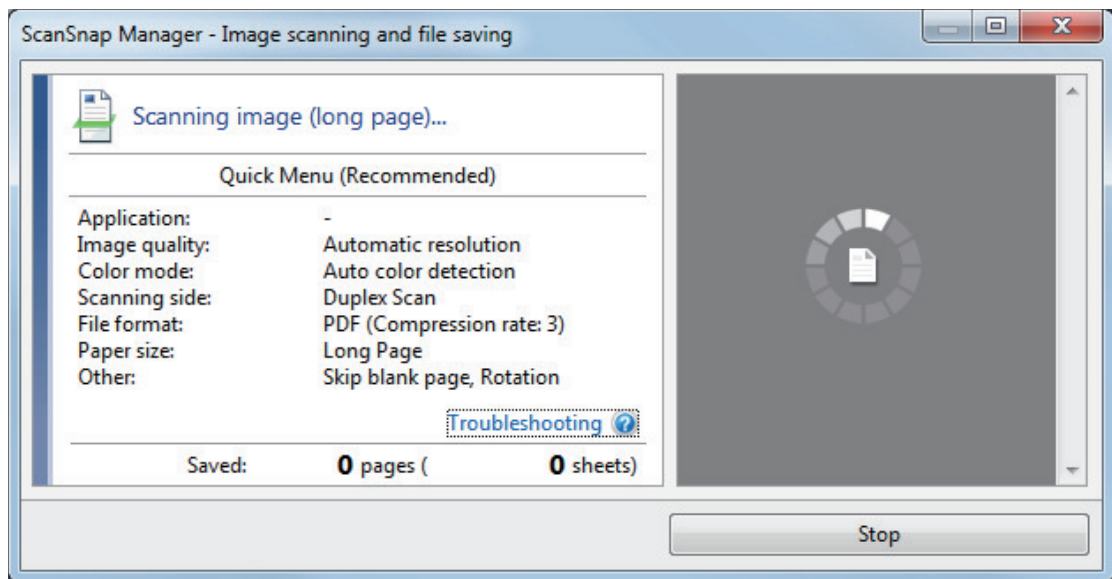 ScanSnap Manager - Image scanning and file saving
Scanning image (long page)...
Quick Menu (Recommended)
Application: -
Image quality: Automatic resolution
Color mode: Auto color detection
Scanning side: Duplex Scan
File format: PDF (Compression rate: 3)
Paper size: Long Page
Other: Skip blank page, Rotation
Troubleshooting ?
Saved: 0 pages ( 0 sheets)
Stop